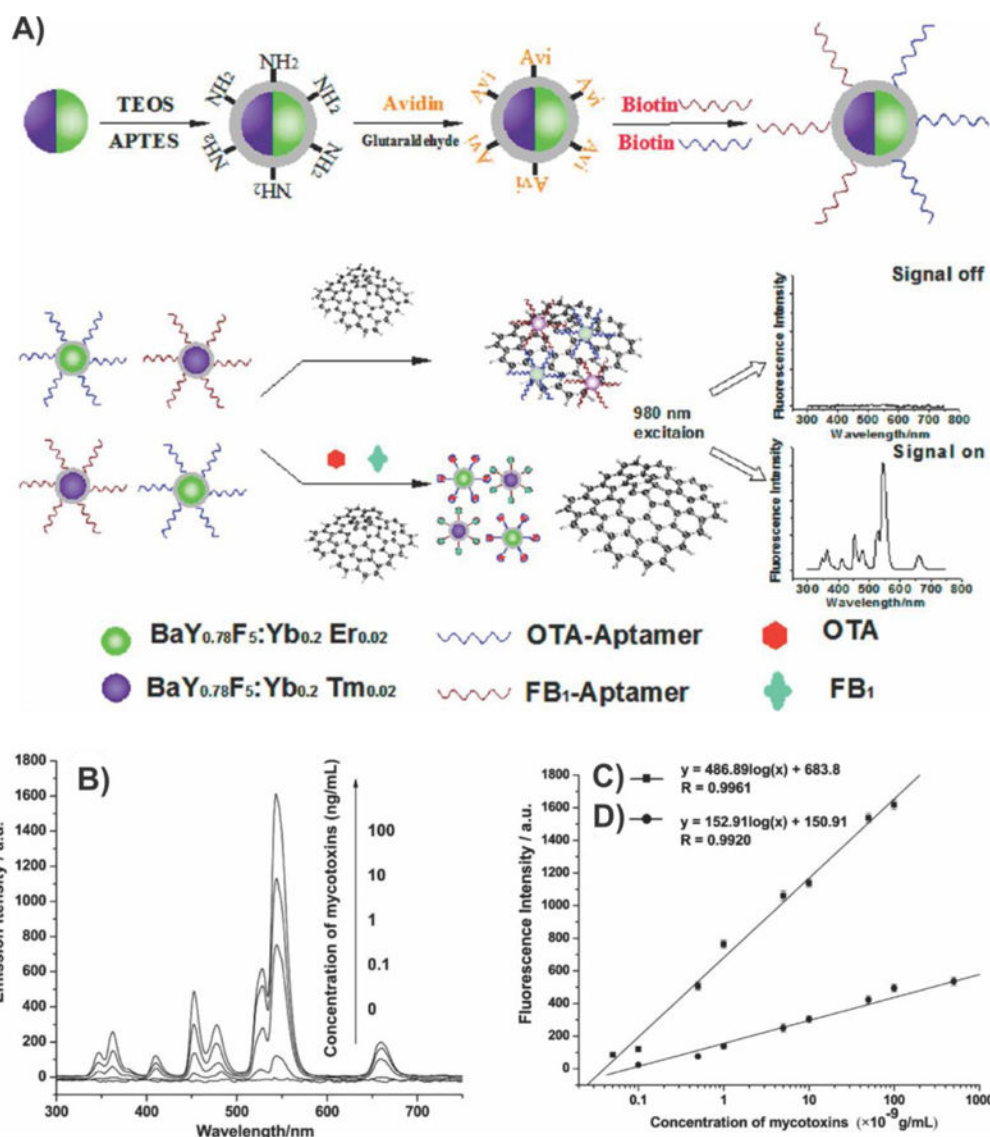 A)
NH2
NH2
NH2
NH2
NH2
NH2
TEOS
APTES
Avidin
Glutaraldehyde
Avi
Avi
Avi
Avi
Avi
Biotin
Biotin
Signal off
Fluorescence Intensity
300 400 500 600 700 800
Wavelength/nm
980 nm
excitaion
Signal on
Fluorescence Intensity
300 400 500 600 700 800
Wavelength/nm
BaY0.78F5:Yb0.2 Er0.02
OTA-Aptamer
OTA
BaY0.78F5:Yb0.2 Tm0.02
FB1-Aptamer
FB1
B)
1800
1600
1400
1200
1000
800
600
400
200
0
300 400 500 600 700
Wavelength/nm
Concentration of mycotoxins (ng/mL)
100
10
1
0.1
0
C)
y = 486.89log(x) + 683.8
R = 0.9961
D)
y = 152.91log(x) + 150.91
R = 0.9920
Fluorescence Intensity / a.u.
1800
1600
1400
1200
1000
800
600
400
200
0
0.1 1 10 100 1000
Concentration of mycotoxins (×10-9g/mL)